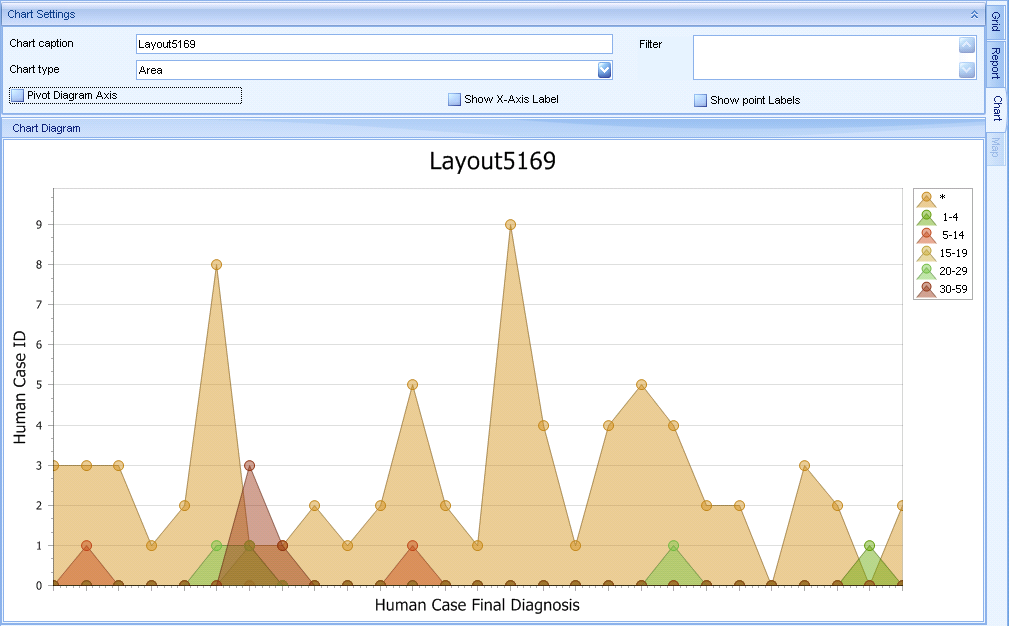 Chart Settings
Chart caption
Layout5169
Filter
Chart type
Area
Pivot Diagram Axis
Show X-Axis Label
Show point Labels
Grid
Report
Chart
Map
Chart Diagram
Layout5169
Human Case ID
9
8
7
6
5
4
3
2
1
0
Human Case Final Diagnosis
*
1-4
5-14
15-19
20-29
30-59